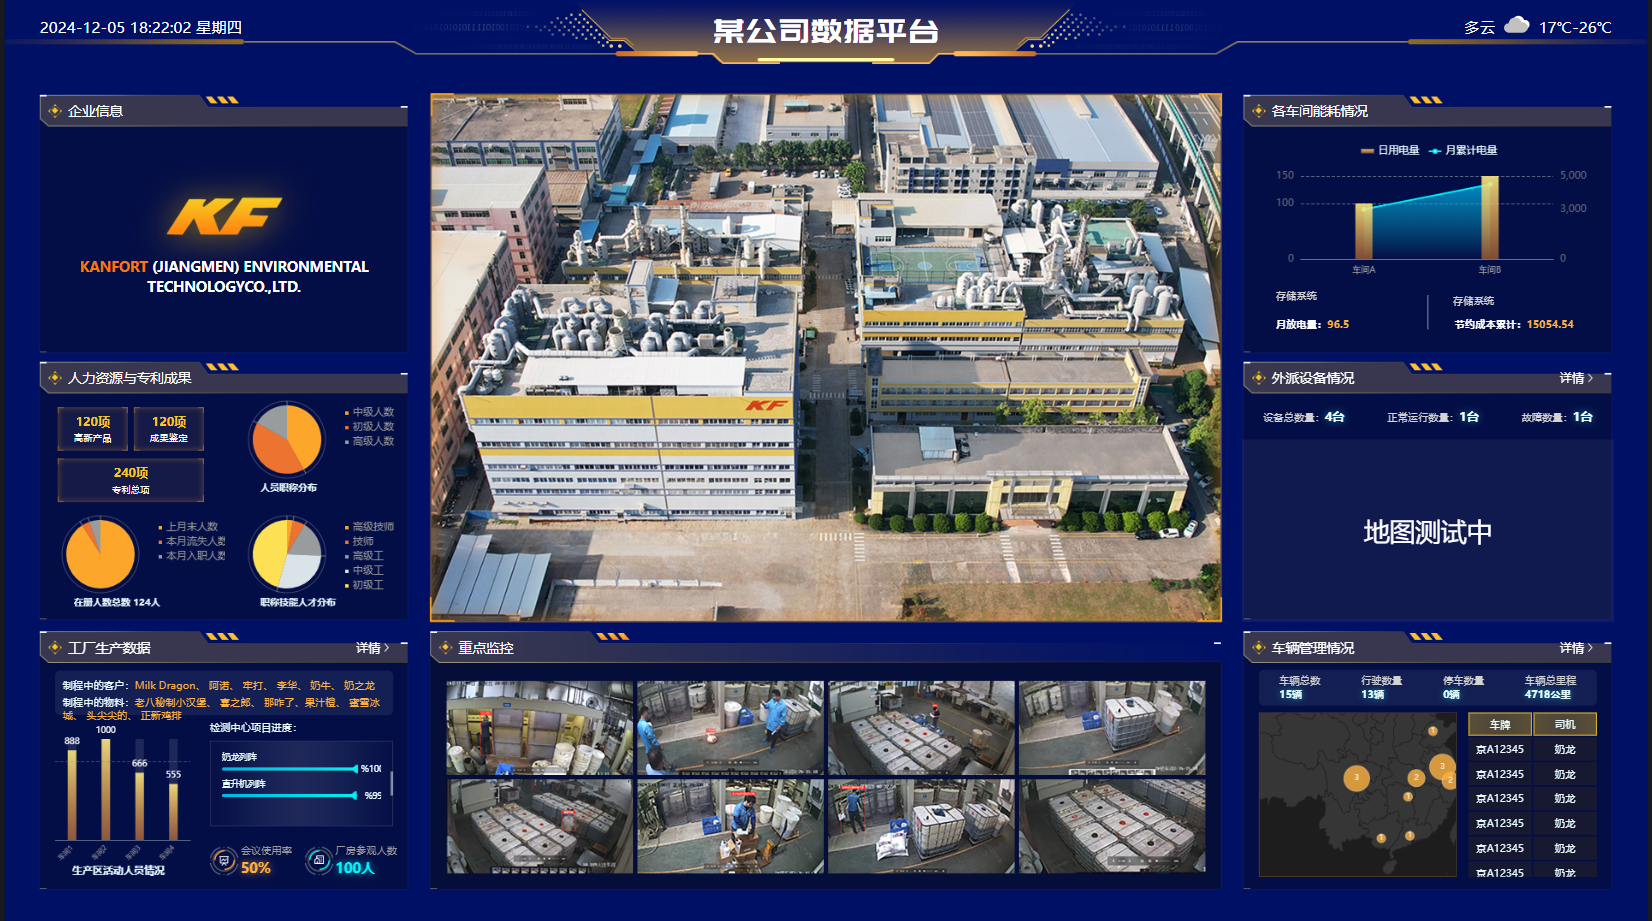 2024-12-05 18:22:02 星期四
某公司数据平台
多云 17℃-26℃
企业信息
KF
KANFORT (JIANGMEN) ENVIRONMENTAL
TECHNOLOGYCO.,LTD.
人力资源与专利成果
120项
高新产品
120项
成果鉴定
240项
专利总项
中级人数
初级人数
高级人数
人员职称分布
上月末人数
本月流失人数
本月入职人数
在册人数总数 124人
高级技师
技师
高级工
中级工
初级工
职称技能人才分布
工厂生产数据
详情 >
制程中的客户：Milk Dragon、 阿诺、 牢打、 李华、 奶牛、 奶之龙
制程中的物料：老八秘制小汉堡、 喜之郎、 那咋了、果汁橙、 蜜雪冰
城、 头尖尖的、 正新鸡排
888
1000
666
555
车间1
车间2
车间3
车间4
生产区活动人员情况
检测中心项目进度：
奶龙列阵
%100
直升机列阵
%99
会议使用率
50%
厂房参观人数
100人
KF
重点监控
各车间能耗情况
日用电量
月累计电量
150
100
0
5,000
3,000
0
车间A
车间B
存储系统
月放电量：96.5
存储系统
节约成本累计：15054.54
外派设备情况
详情 >
设备总数量：4台
正常运行数量：1台
故障数量：1台
地图测试中
车辆管理情况
详情 >
车辆总数
15辆
行驶数量
13辆
停车数量
0辆
车辆总里程
4718公里
1
3
3
2
2
1
1
1
车牌 司机
京A12345 奶龙
京A12345 奶龙
京A12345 奶龙
京A12345 奶龙
京A12345 奶龙
京A12345 奶龙